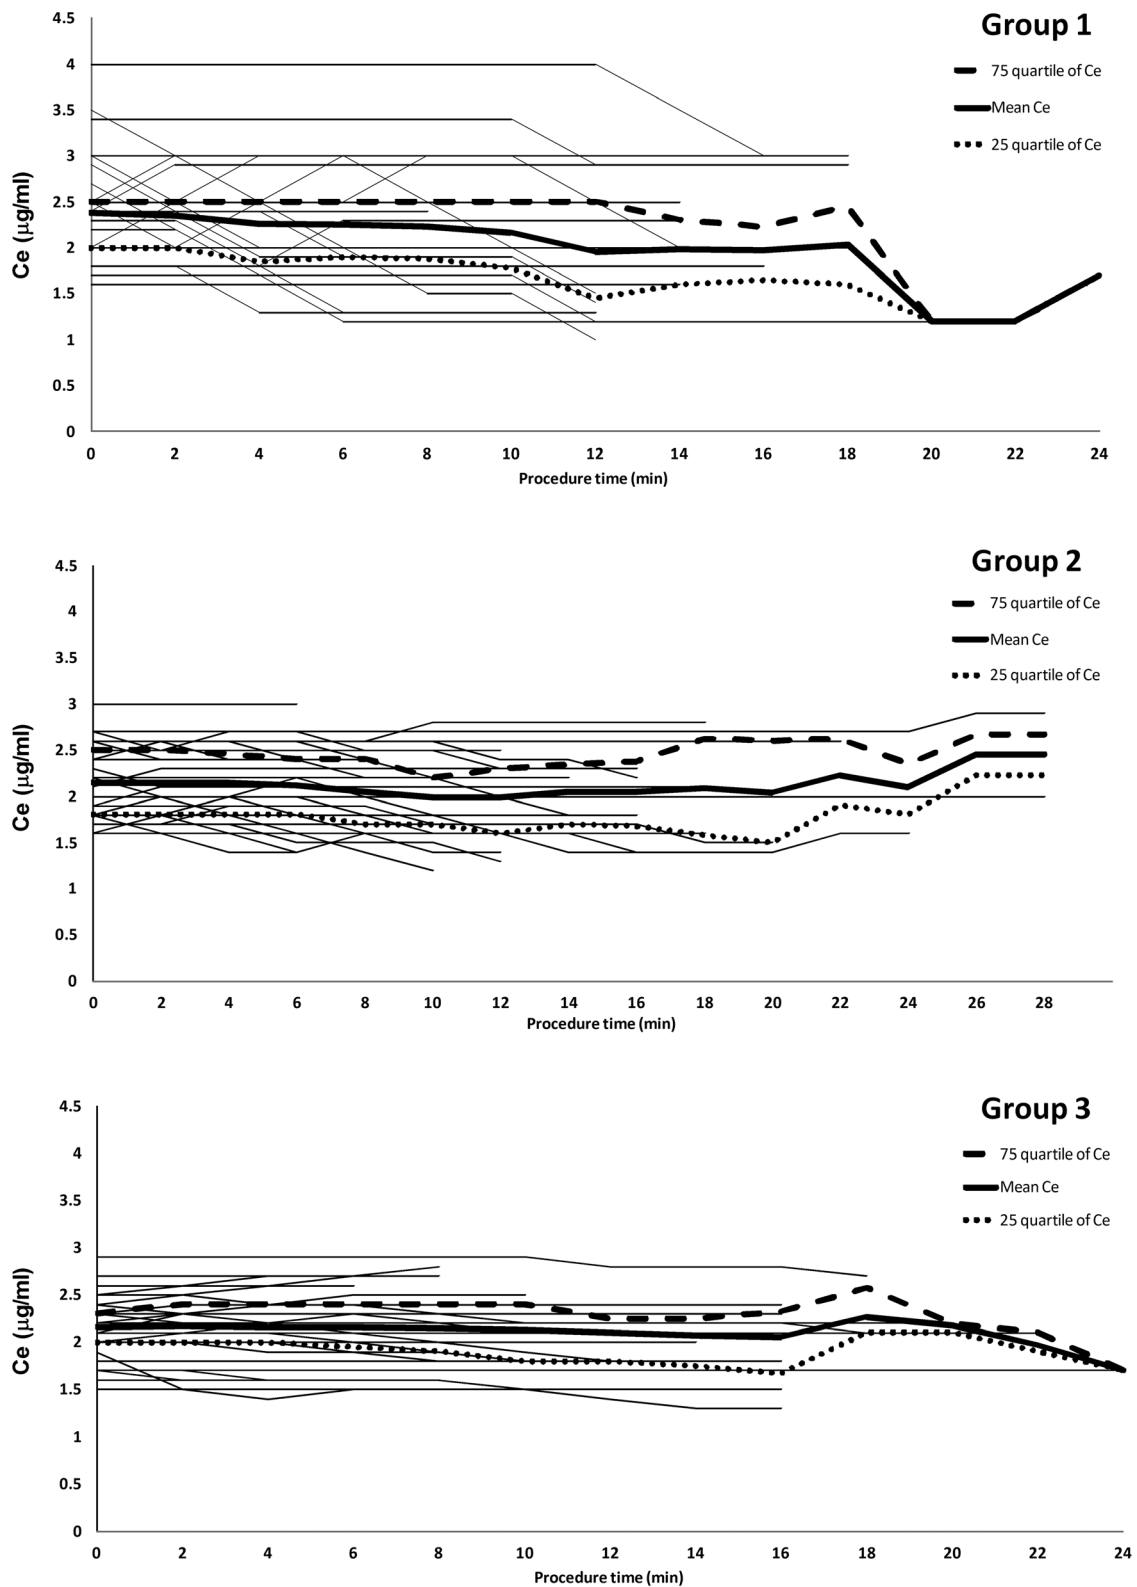 Group 1
75 quartile of Ce
Mean Ce
25 quartile of Ce
4.5
4
3.5
3
2.5
2
1.5
1
0.5
0
Ce (µg/ml)
0 2 4 6 8 10 12 14 16 18 20 22 24
Procedure time (min)
Group 2
75 quartile of Ce
Mean Ce
25 quartile of Ce
4.5
4
3.5
3
2.5
2
1.5
1
0.5
0
Ce (µg/ml)
0 2 4 6 8 10 12 14 16 18 20 22 24 26 28
Procedure time (min)
Group 3
75 quartile of Ce
Mean Ce
25 quartile of Ce
4.5
4
3.5
3
2.5
2
1.5
1
0.5
0
Ce (µg/ml)
0 2 4 6 8 10 12 14 16 18 20 22 24
Procedure time (min)